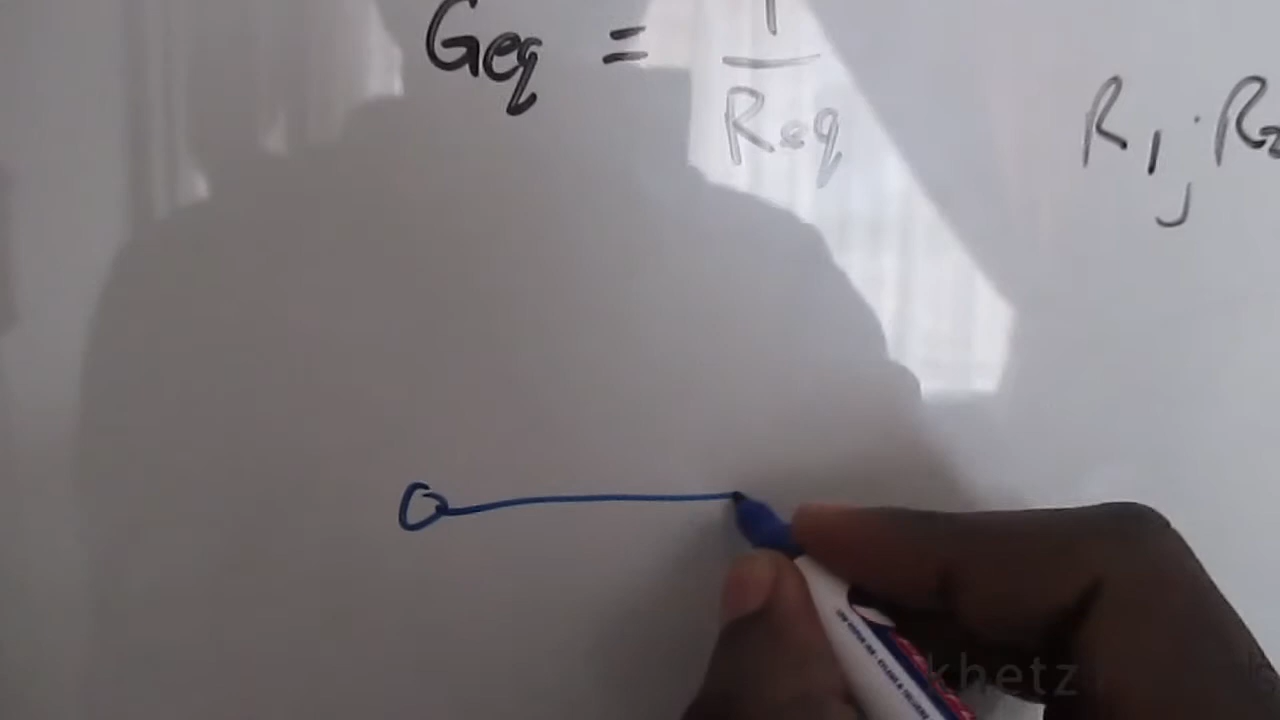 Geq = 1/Req
R1, R2
khetz